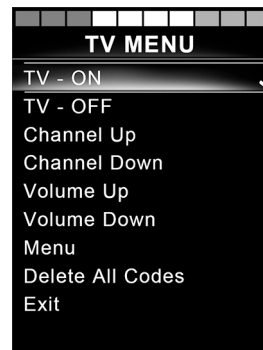 TV MENU
TV - ON
TV - OFF
Channel Up
Channel Down
Volume Up
Volume Down
Menu
Delete All Codes
Exit